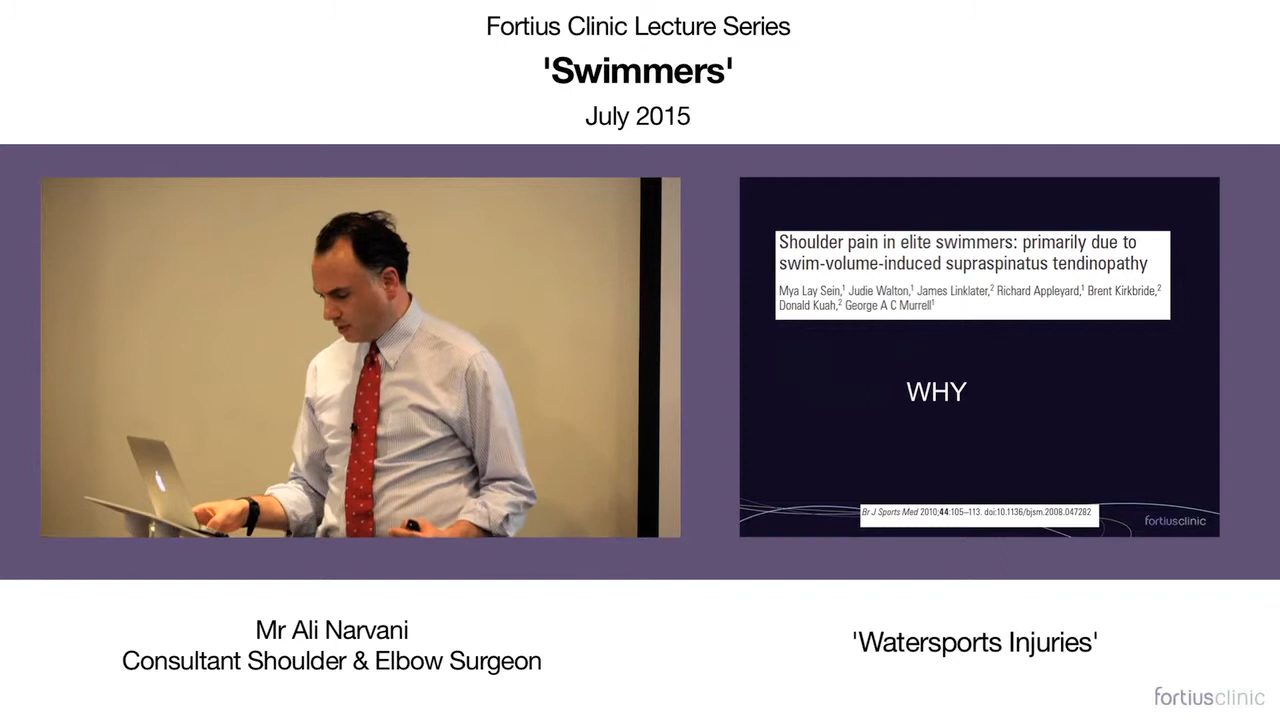 Fortius Clinic Lecture Series
'Swimmers'
July 2015
Shoulder pain in elite swimmers: primarily due to
swim-volume-induced supraspinatus tendinopathy
Mya Lay Sein,¹ Judie Walton,¹ James Linklater,² Richard Appleyard,¹ Brent Kirkbride,²
Donald Kuah,² George A C Murrell¹
WHY
Br J Sports Med 2010;44:105–113. doi:10.1136/bjsm.2008.047282
fortiusclinic
Mr Ali Narvani
Consultant Shoulder & Elbow Surgeon
'Watersports Injuries'
fortiusclinic